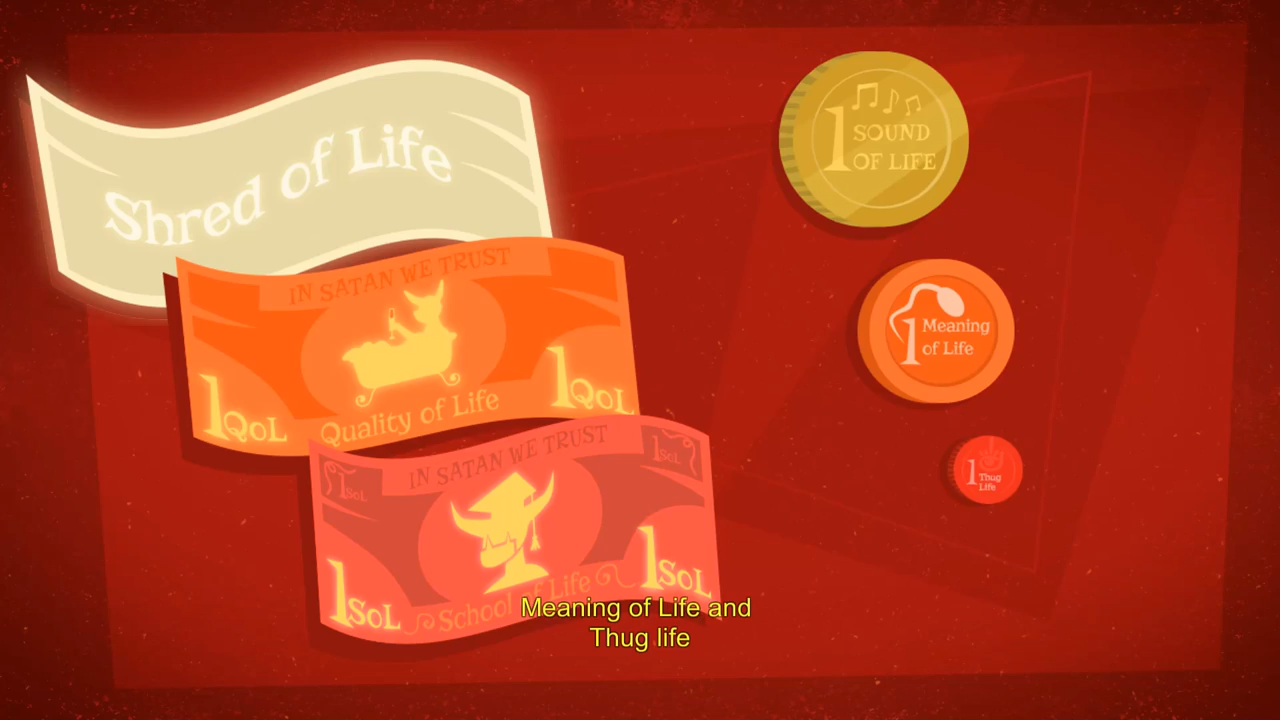 Shred of Life
IN SATAN WE TRUST
1QoL
Quality of Life
1QoL
IN SATAN WE TRUST
1SoL
1SoL
1SoL
School of Life
1SoL
1 SOUND
OF LIFE
1 Meaning
of Life
1 Thug
Life
Meaning of Life and
Thug life